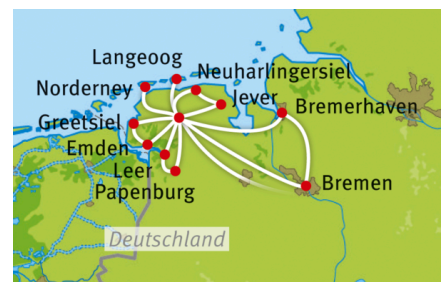 Langeoog
Neuharlingersiel
Norderney
Jever
Bremerhaven
Greetsiel
Emden
Leer
Papenburg
Bremen
Deutschland